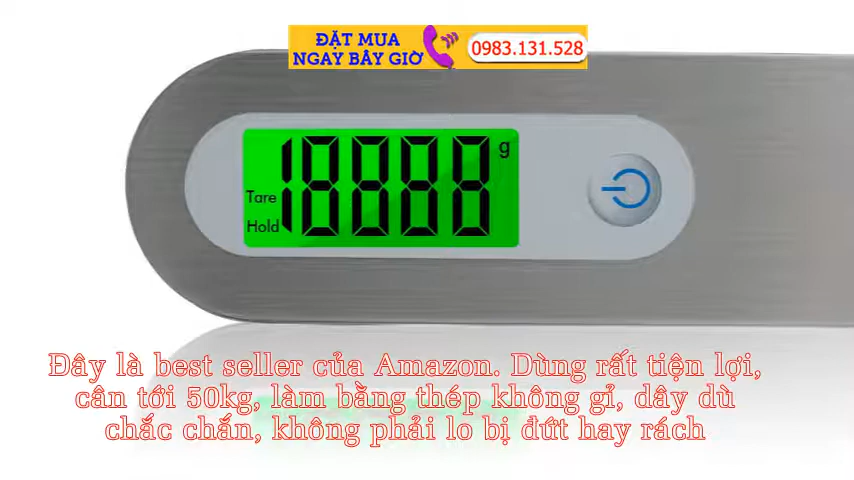 ĐẶT MUA
NGAY BÂY GIỜ
0983.131.528
18888 g
Tare
Hold
Đây là best seller của Amazon. Dùng rất tiện lợi,
cân tới 50kg, làm bằng thép không gỉ, dây dù
chắc chắn, không phải lo bị đứt hay rách